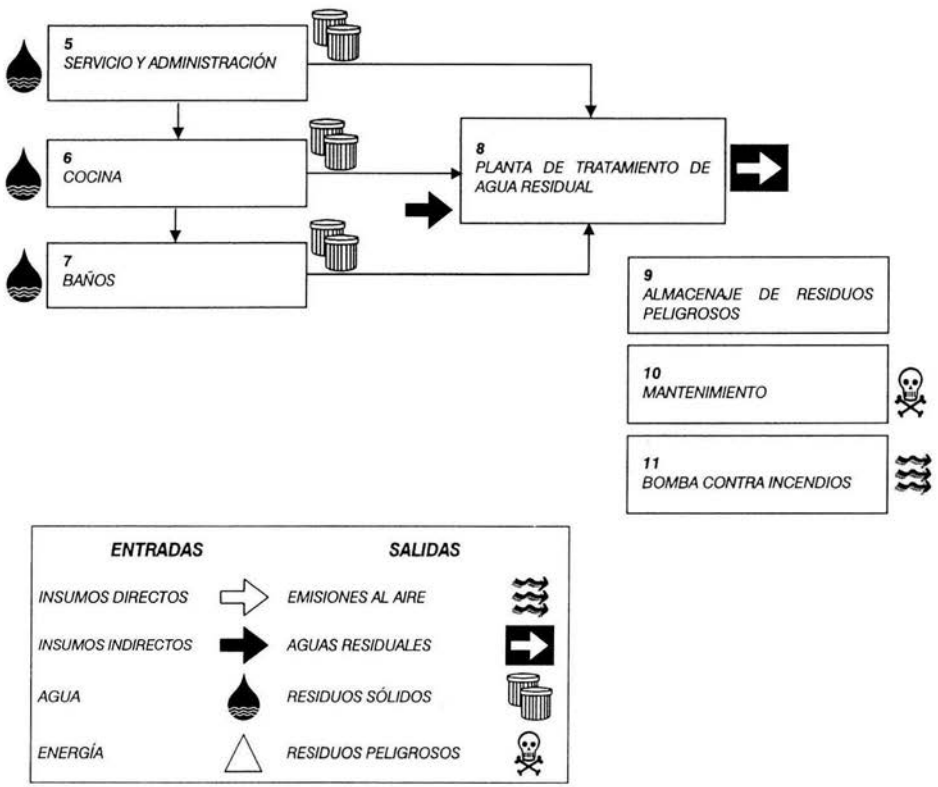 5
SERVICIO Y ADMINISTRACIÓN
6
COCINA
7
BAÑOS
8
PLANTA DE TRATAMIENTO DE
AGUA RESIDUAL
9
ALMACENAJE DE RESIDUOS
PELIGROSOS
10
MANTENIMIENTO
11
BOMBA CONTRA INCENDIOS
ENTRADAS SALIDAS
INSUMOS DIRECTOS EMISIONES AL AIRE
INSUMOS INDIRECTOS AGUAS RESIDUALES
AGUA RESIDUOS SÓLIDOS
ENERGÍA RESIDUOS PELIGROSOS